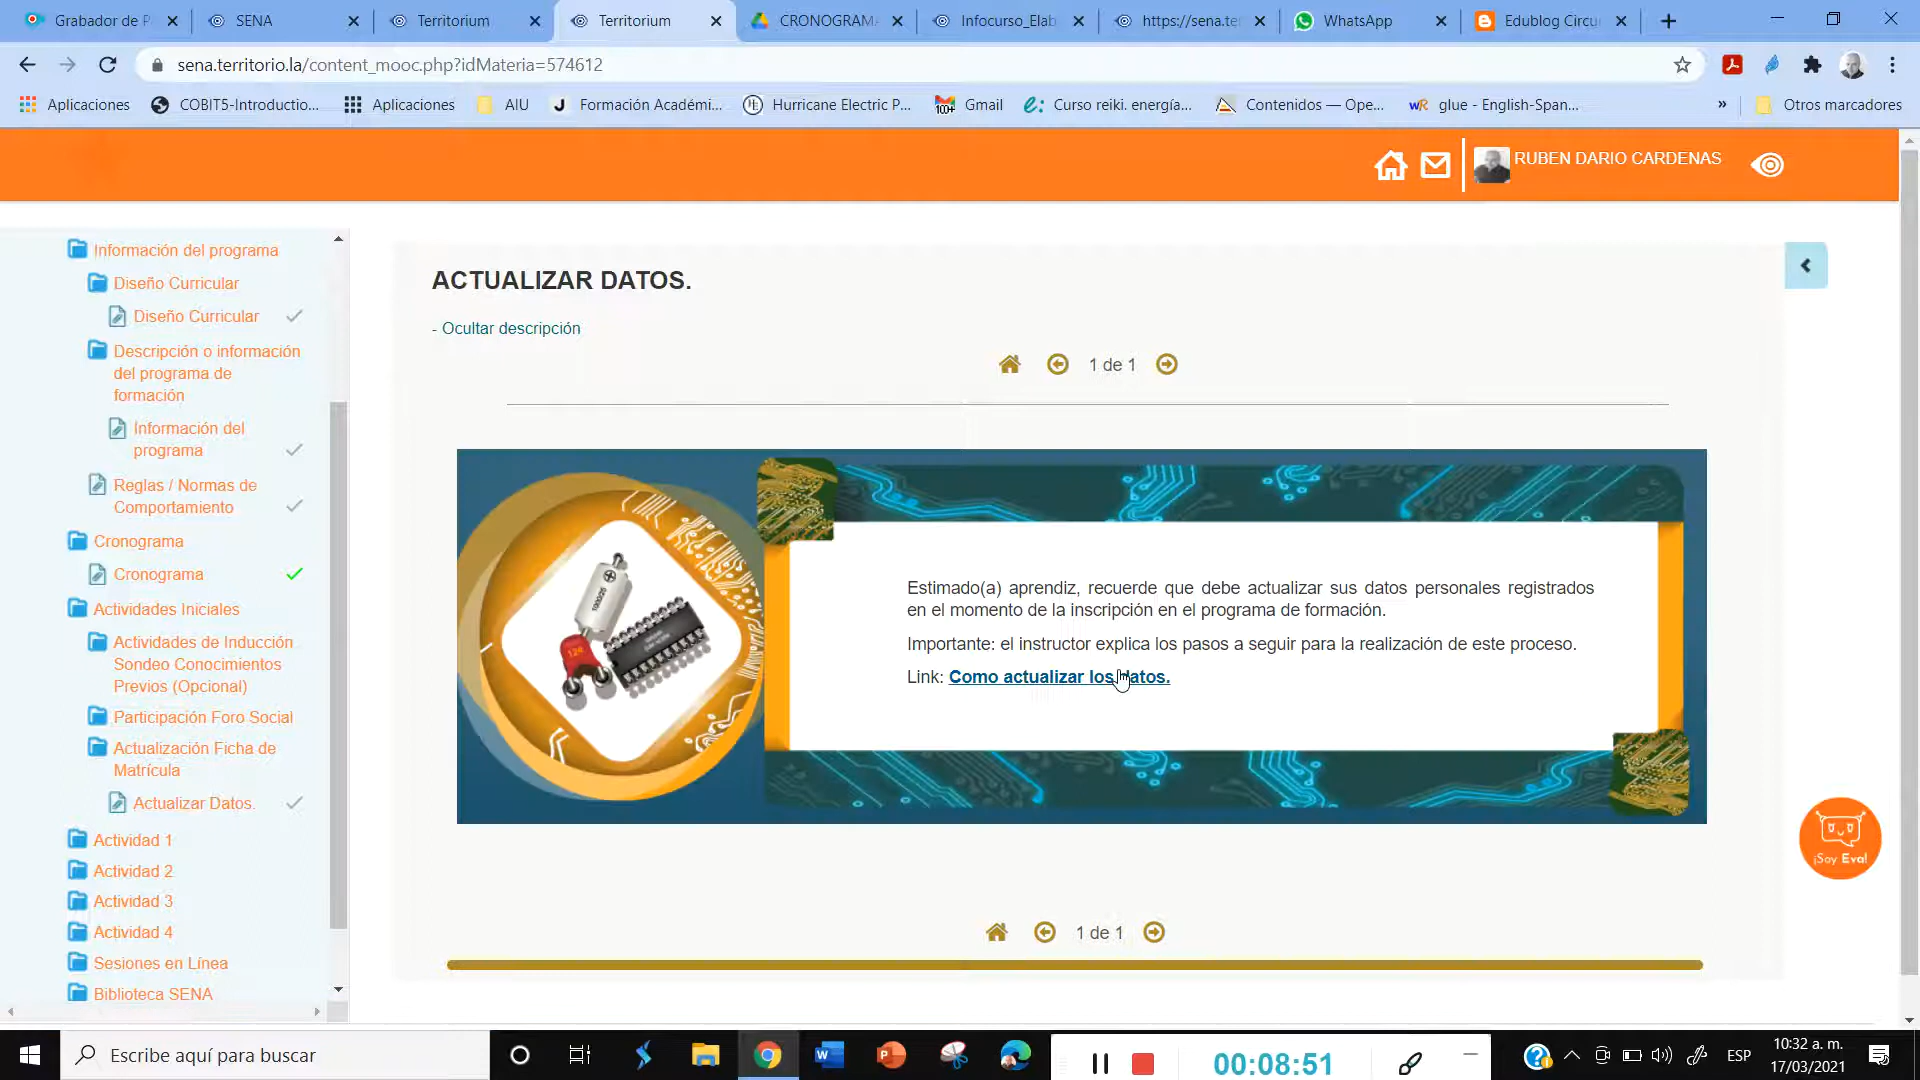 Grabador de P
SENA
Territorium
Territorium
CRONOGRAMA
Infocurso_Elab
https://sena.te
WhatsApp
Edublog Circu
sena.territorio.la/content_mooc.php?idMateria=574612
Aplicaciones
COBIT5-Introductio...
Aplicaciones
AIU
Formación Académi...
Hurricane Electric P...
Gmail
Curso reiki. energía...
Contenidos — Ope...
glue - English-Span...
»
Otros marcadores
RUBEN DARIO CARDENAS
Información del programa
Diseño Curricular
Diseño Curricular
Descripción o información
del programa de
formación
Información del
programa
Reglas / Normas de
Comportamiento
Cronograma
Cronograma
Actividades Iniciales
Actividades de Inducción
Sondeo Conocimientos
Previos (Opcional)
Participación Foro Social
Actualización Ficha de
Matrícula
Actualizar Datos.
Actividad 1
Actividad 2
Actividad 3
Actividad 4
Sesiones en Línea
Biblioteca SENA
ACTUALIZAR DATOS.
- Ocultar descripción
1 de 1
Estimado(a) aprendiz, recuerde que debe actualizar sus datos personales registrados
en el momento de la inscripción en el programa de formación.
Importante: el instructor explica los pasos a seguir para la realización de este proceso.
Link: Como actualizar los datos.
1 de 1
¡Soy Eva!
Escribe aquí para buscar
00:08:51
ESP
10:32 a. m.
17/03/2021